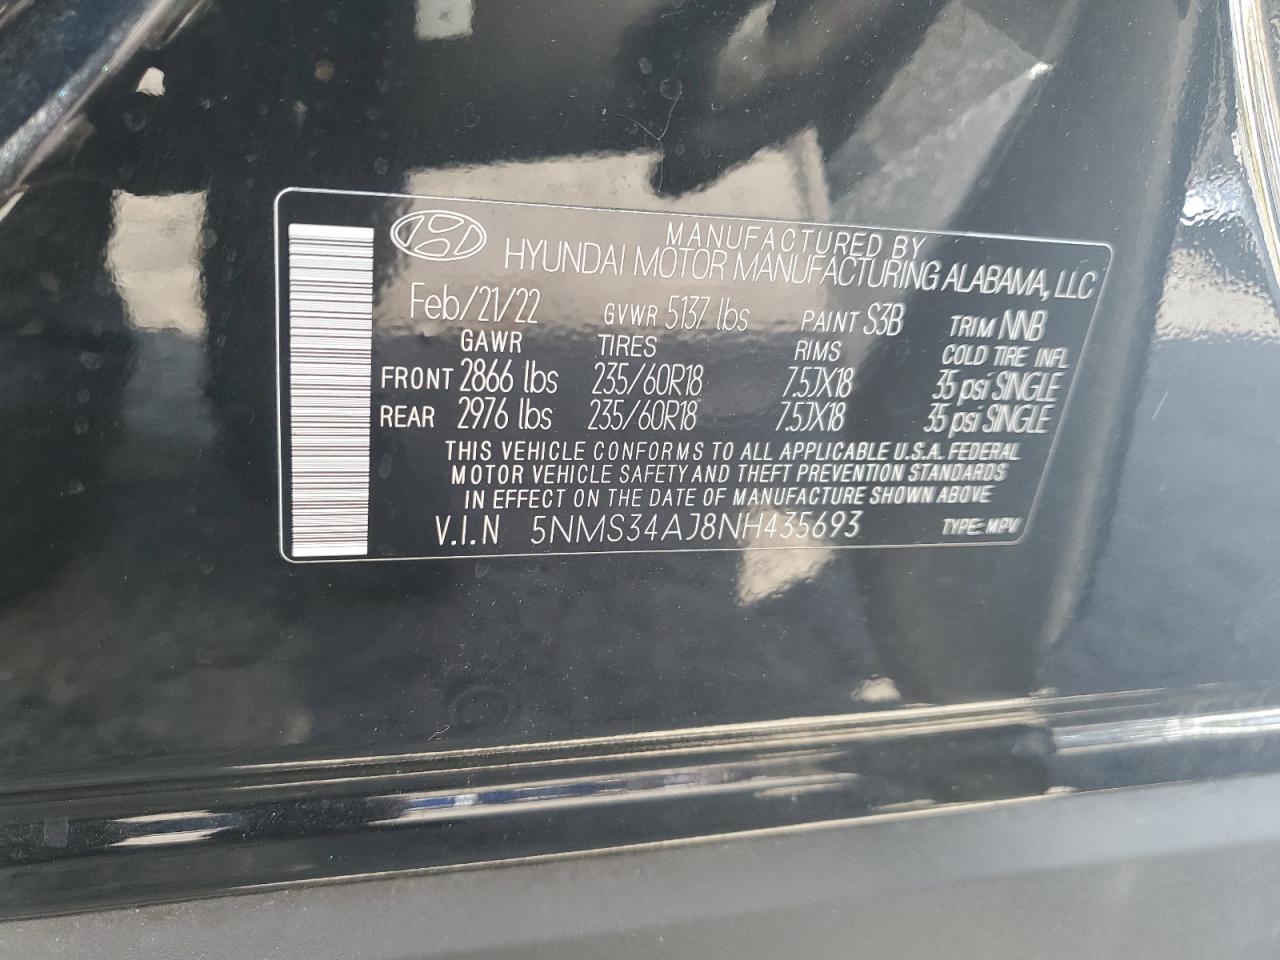 MANUFACTURED BY
HYUNDAI MOTOR MANUFACTURING ALABAMA, LLC
Feb/21/22 GVWR 5137 lbs PAINT S3B TRIM NNB
GAWR TIRES RIMS COLD TIRE INFL
FRONT 2866 lbs 235/60R18 7.5JX18 35 psi SINGLE
REAR 2976 lbs 235/60R18 7.5JX18 35 psi SINGLE
THIS VEHICLE CONFORMS TO ALL APPLICABLE U.S.A. FEDERAL
MOTOR VEHICLE SAFETY AND THEFT PREVENTION STANDARDS
IN EFFECT ON THE DATE OF MANUFACTURE SHOWN ABOVE
V.I.N 5NMS34AJ8NH435693 TYPE: MPV